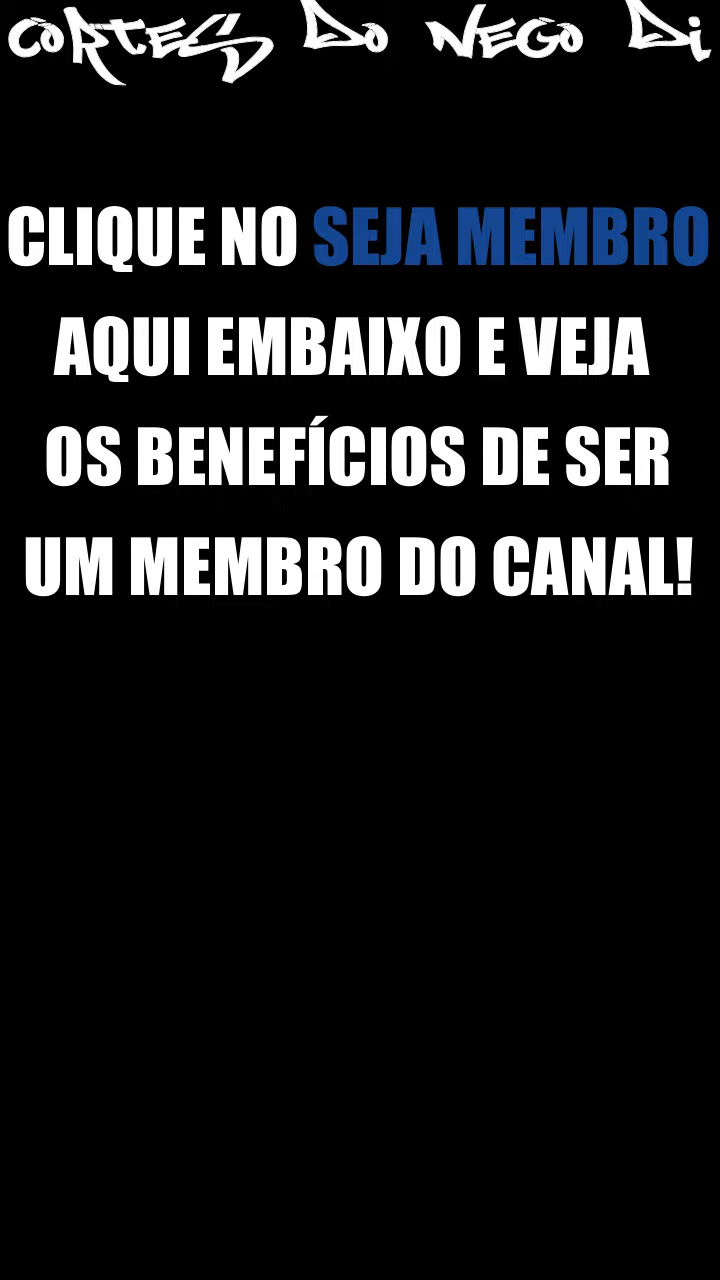 CORTES DO NEGO DI
CLIQUE NO SEJA MEMBRO
AQUI EMBAIXO E VEJA
OS BENEFÍCIOS DE SER
UM MEMBRO DO CANAL!